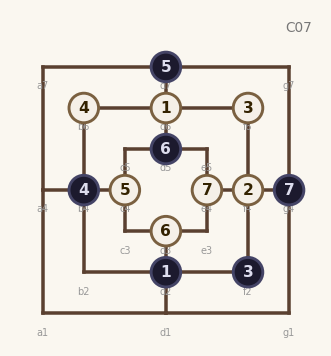 C07
5
a7 d7 g7
4 1 3
b6 d6 f6
6
c5 d5 e5
4 5 7 2 7
a4 b4 c4 e4 f4 g4
6
c3 d3 e3
1 3
b2 d2 f2
a1 d1 g1